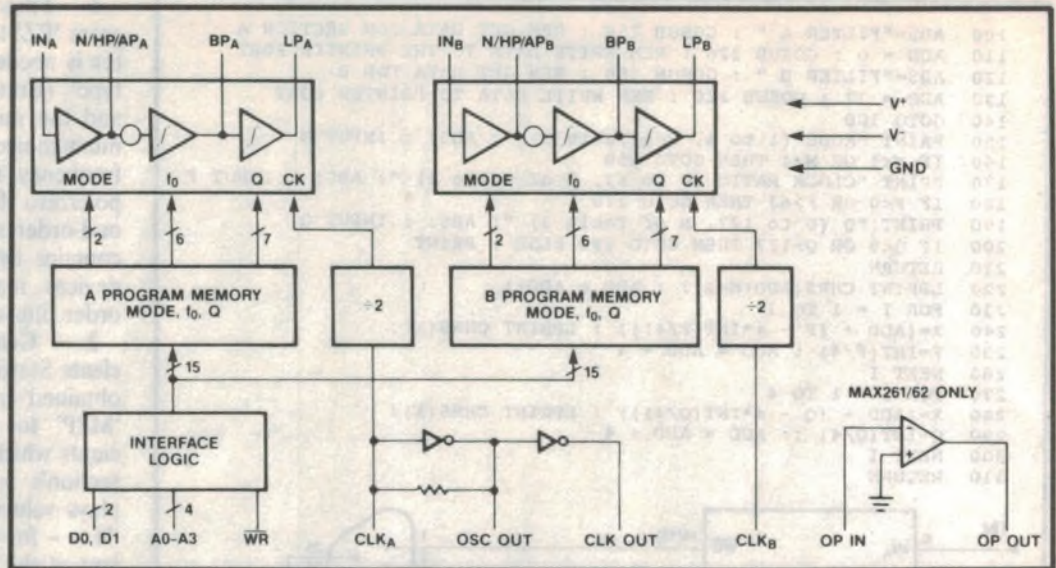 IN_A N/HP/AP_A BP_A LP_A IN_B N/HP/AP_B BP_B LP_B
V+
V-
GND
MODE f0 Q CK MODE f0 Q CK
2 6 7 2 6 7
A PROGRAM MEMORY
MODE, f0, Q
÷2
B PROGRAM MEMORY
MODE, f0, Q
÷2
15 15
MAX261/62 ONLY
INTERFACE
LOGIC
2 4
D0, D1 A0-A3 WR CLK_A OSC OUT CLK OUT CLK_B OP IN OP OUT